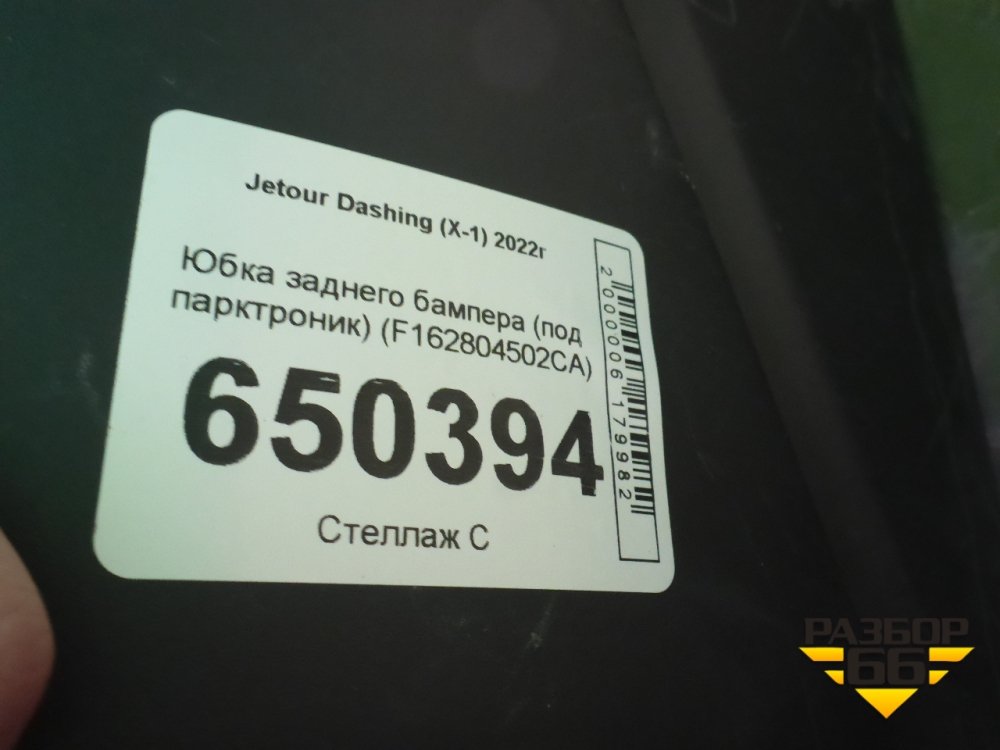 Jetour Dashing (X-1) 2022г
Юбка заднего бампера (под
парктроник) (F162804502CA)
650394
Стеллаж С
2000006179982
РАЗБОР
66